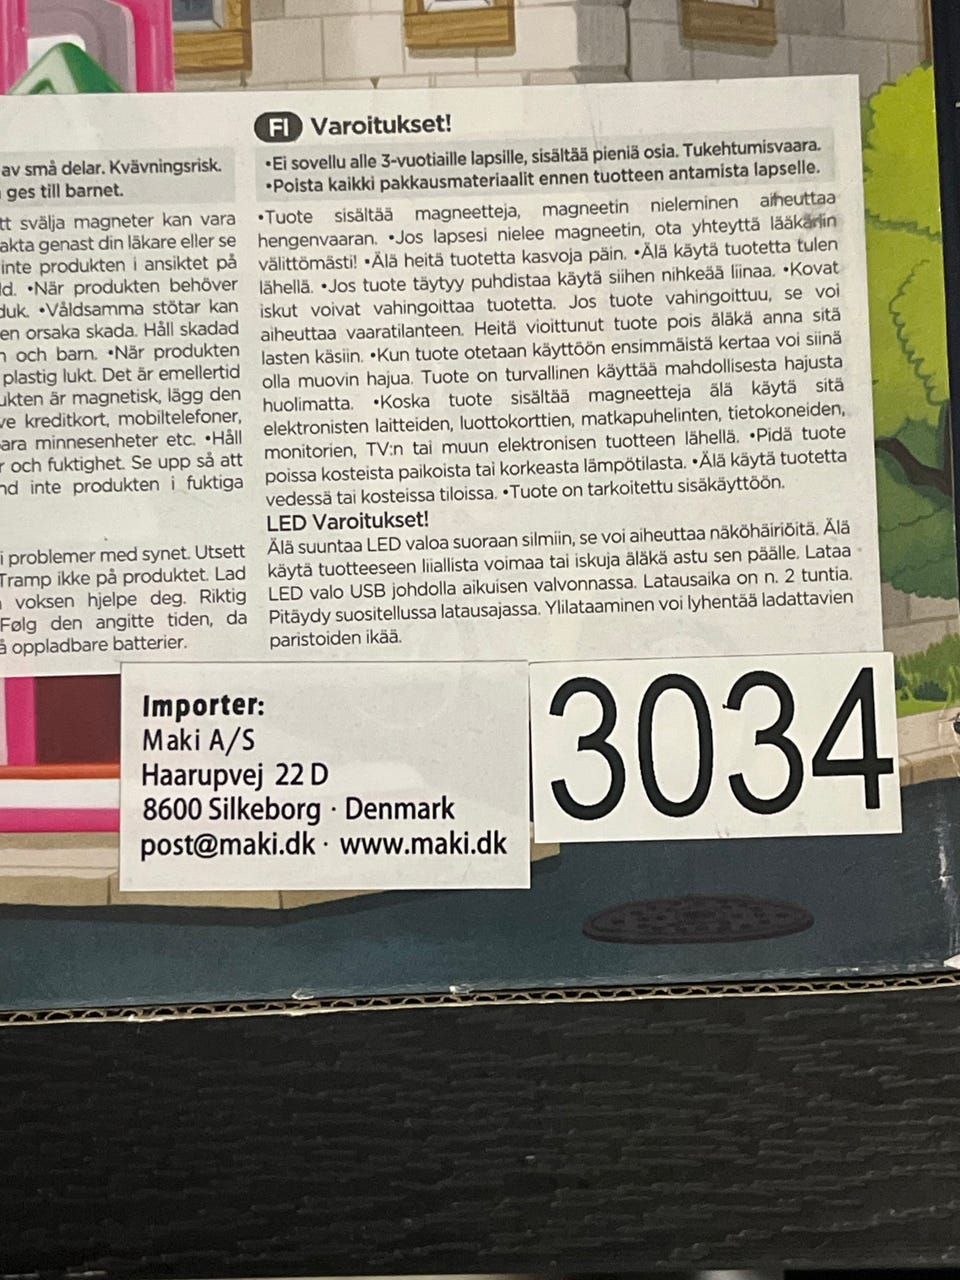 av små delar. Kvävningsrisk.
ges till barnet.
tt svälja magneter kan vara
akta genast din läkare eller se
inte produkten i ansiktet på
ld. •När produkten behöver
duk. •Våldsamma stötar kan
en orsaka skada. Håll skadad
och barn. •När produkten
plastig lukt. Det är emellertid
ukten är magnetisk, lägg den
ve kreditkort, mobiltelefoner,
ara minnesenheter etc. •Håll
r och fuktighet. Se upp så att
nd inte produkten i fuktiga
i problemer med synet. Utsett
Tramp ikke på produktet. Lad
voksen hjelpe deg. Riktig
Følg den angitte tiden, da
å oppladbare batterier.
FI Varoitukset!
•Ei sovellu alle 3-vuotiaille lapsille, sisältää pieniä osia. Tukehtumisvaara.
•Poista kaikki pakkausmateriaalit ennen tuotteen antamista lapselle.
•Tuote sisältää magneetteja, magneetin nieleminen aiheuttaa
hengenvaaran. •Jos lapsesi nielee magneetin, ota yhteyttä lääkäriin
välittömästi! •Älä heitä tuotetta kasvoja päin. •Älä käytä tuotetta tulen
lähellä. •Jos tuote täytyy puhdistaa käytä siihen nihkeää liinaa. •Kovat
iskut voivat vahingoittaa tuotetta. Jos tuote vahingoittuu, se voi
aiheuttaa vaaratilanteen. Heitä vioittunut tuote pois äläkä anna sitä
lasten käsiin. •Kun tuote otetaan käyttöön ensimmäistä kertaa voi siinä
olla muovin hajua. Tuote on turvallinen käyttää mahdollisesta hajusta
huolimatta. •Koska tuote sisältää magneetteja älä käytä sitä
elektronisten laitteiden, luottokorttien, matkapuhelinten, tietokoneiden,
monitorien, TV:n tai muun elektronisen tuotteen lähellä. •Pidä tuote
poissa kosteista paikoista tai korkeasta lämpötilasta. •Älä käytä tuotetta
vedessä tai kosteissa tiloissa. •Tuote on tarkoitettu sisäkäyttöön.
LED Varoitukset!
Älä suuntaa LED valoa suoraan silmiin, se voi aiheuttaa näköhäiriöitä. Älä
käytä tuotteeseen liiallista voimaa tai iskuja äläkä astu sen päälle. Lataa
LED valo USB johdolla aikuisen valvonnassa. Latausaika on n. 2 tuntia.
Pitäydy suositellussa latausajassa. Ylilataaminen voi lyhentää ladattavien
paristoiden ikää.
Importer:
Maki A/S
Haarupvej 22 D
8600 Silkeborg · Denmark
post@maki.dk · www.maki.dk
3034